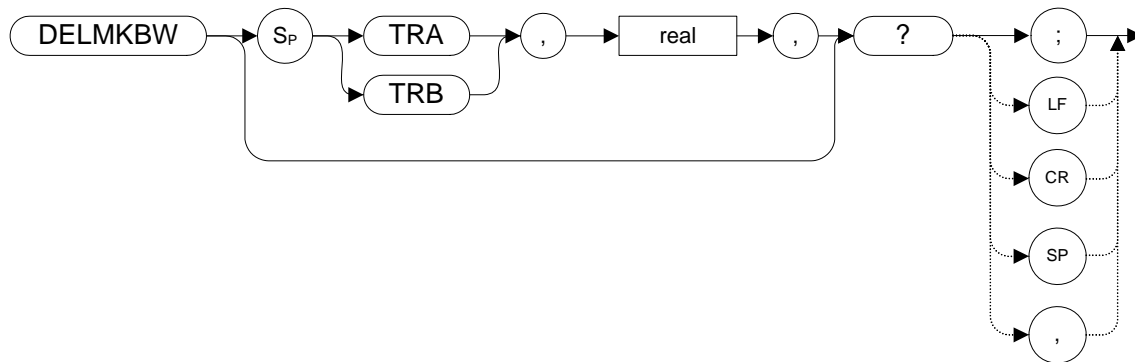 DELMKBW SP TRA , real , ? ;
TRB LF
CR
SP
,